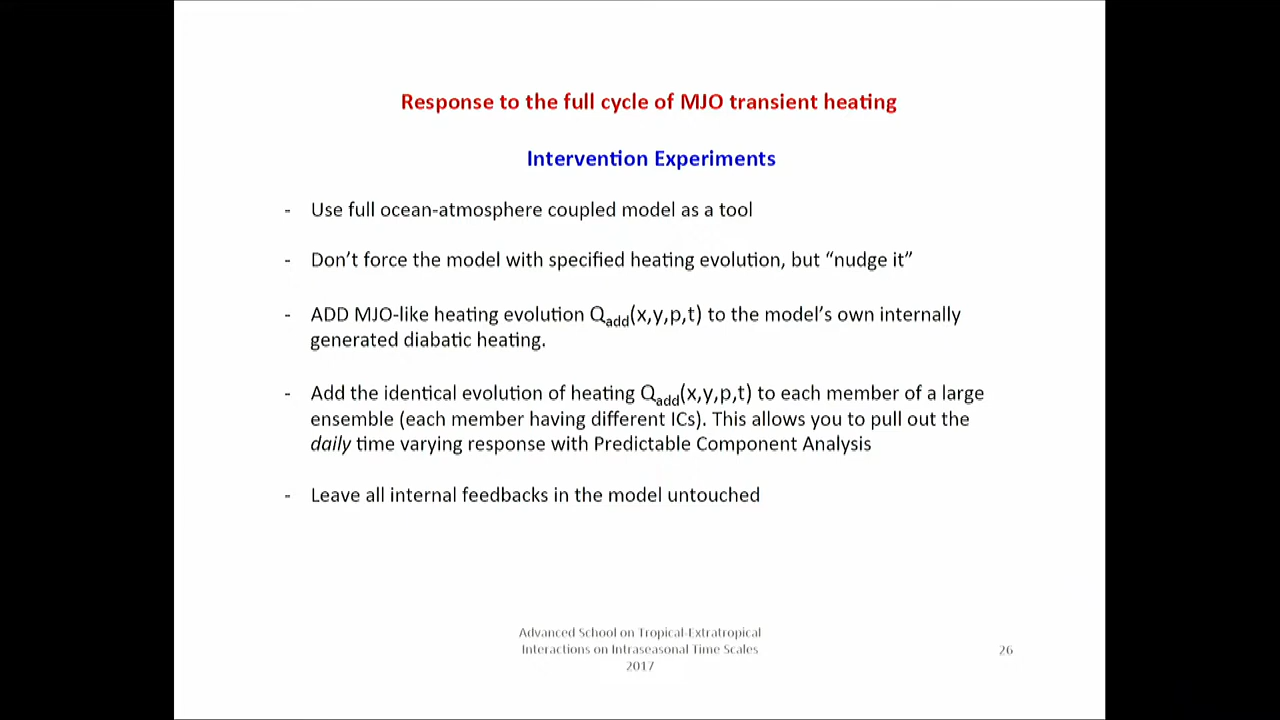 Response to the full cycle of MJO transient heating
Intervention Experiments
- Use full ocean-atmosphere coupled model as a tool
- Don’t force the model with specified heating evolution, but “nudge it”
- ADD MJO-like heating evolution Qadd(x,y,p,t) to the model’s own internally
generated diabatic heating.
- Add the identical evolution of heating Qadd(x,y,p,t) to each member of a large
ensemble (each member having different ICs). This allows you to pull out the
daily time varying response with Predictable Component Analysis
- Leave all internal feedbacks in the model untouched
Advanced School on Tropical-Extratropical
Interactions on Intraseasonal Time Scales
2017
26